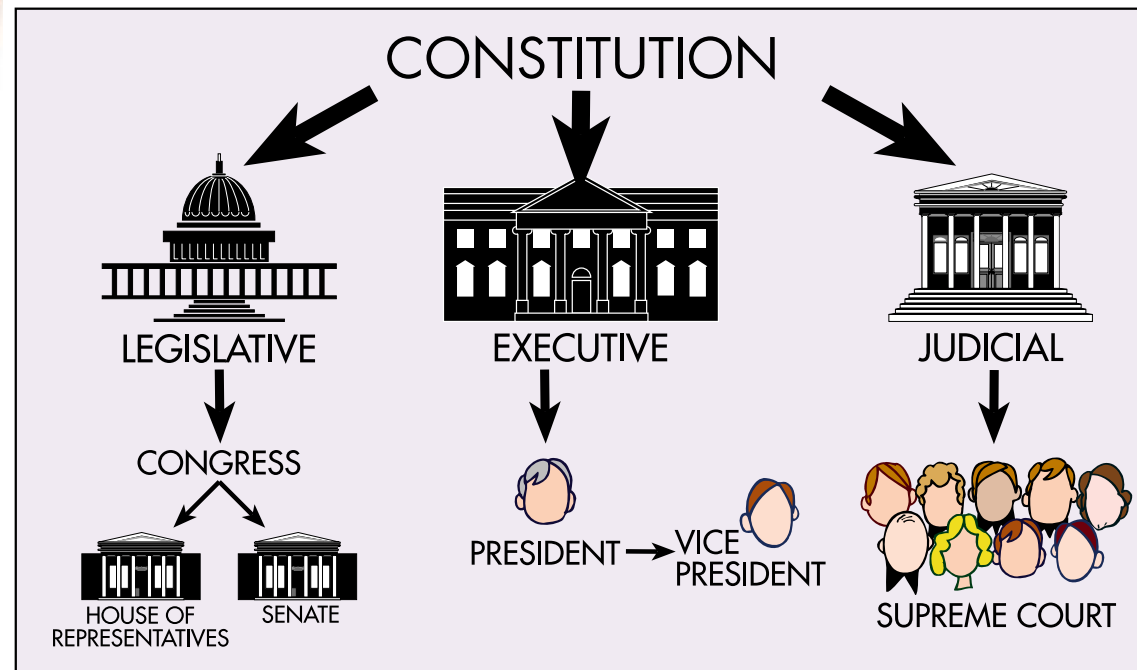 CONSTITUTION
LEGISLATIVE
EXECUTIVE
JUDICIAL
CONGRESS
HOUSE OF
REPRESENTATIVES
SENATE
PRESIDENT
VICE
PRESIDENT
SUPREME COURT